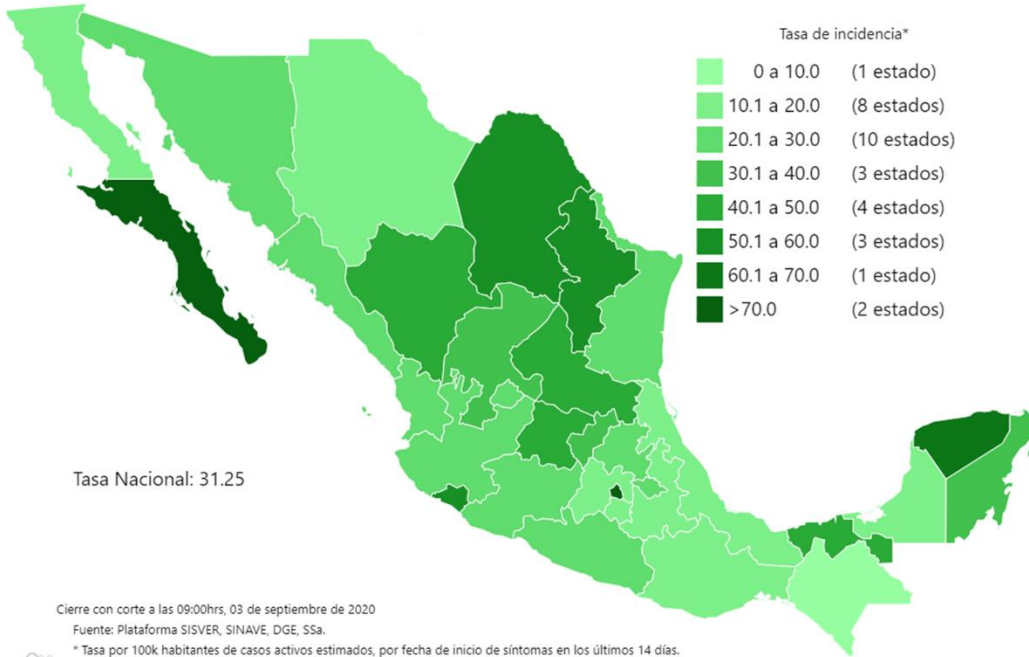 Tasa de incidencia*
0 a 10.0 (1 estado)
10.1 a 20.0 (8 estados)
20.1 a 30.0 (10 estados)
30.1 a 40.0 (3 estados)
40.1 a 50.0 (4 estados)
50.1 a 60.0 (3 estados)
60.1 a 70.0 (1 estado)
>70.0 (2 estados)
Tasa Nacional: 31.25
Cierre con corte a las 09:00hrs, 03 de septiembre de 2020
Fuente: Plataforma SISVER, SINAVE, DGE, SSa.
* Tasa por 100k habitantes de casos activos estimados, por fecha de inicio de síntomas en los últimos 14 días.